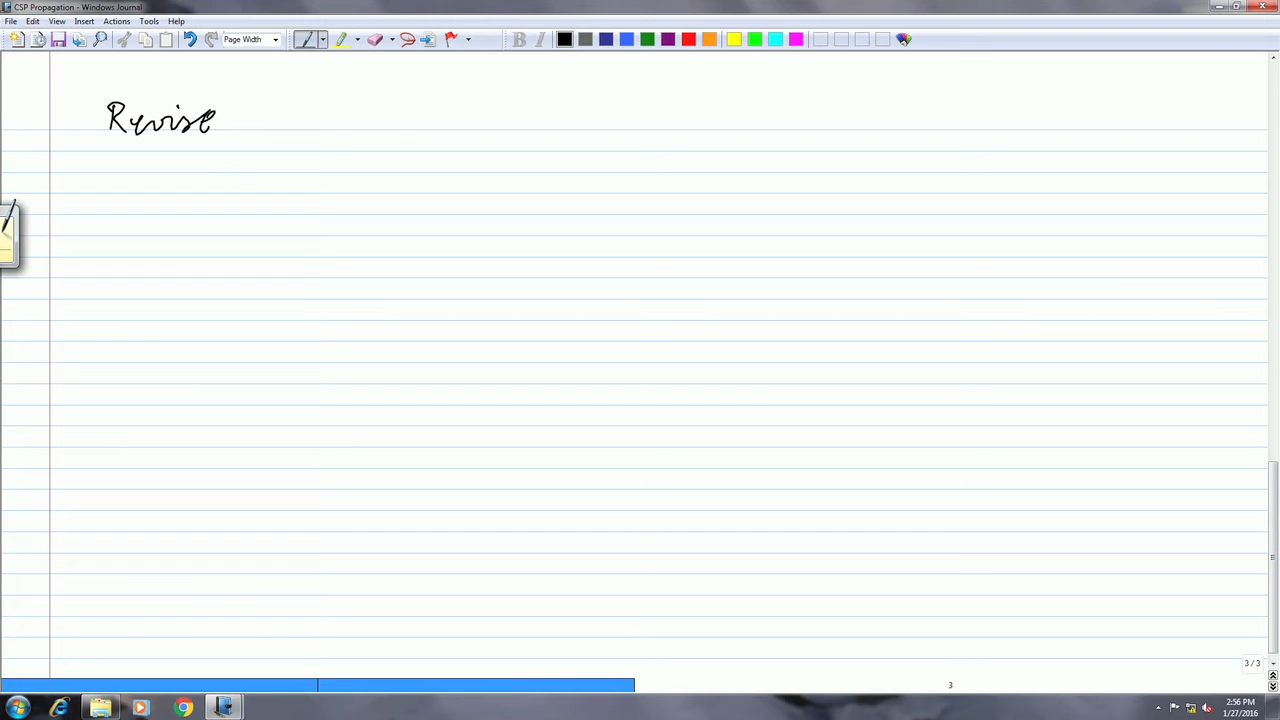 CSP Propagation - Windows Journal
File Edit View Insert Actions Tools Help
Page Width
B I
Revise
3 / 3
3
2:56 PM
1/27/2016